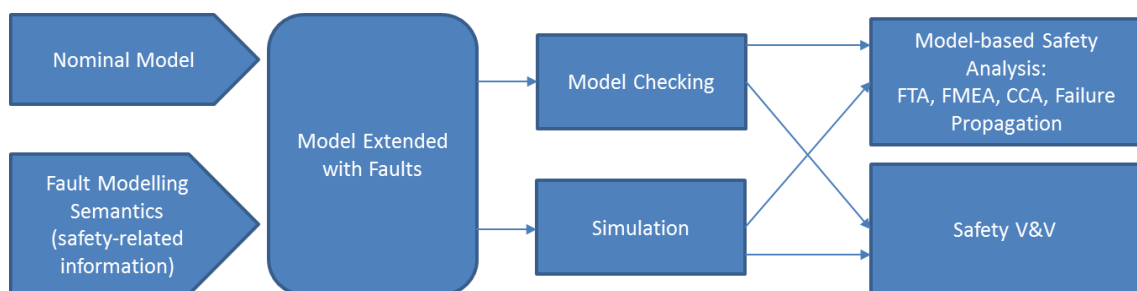 Nominal Model
Fault Modelling
Semantics
(safety-related
information)
Model Extended
with Faults
Model Checking
Simulation
Model-based Safety
Analysis:
FTA, FMEA, CCA, Failure
Propagation
Safety V&V